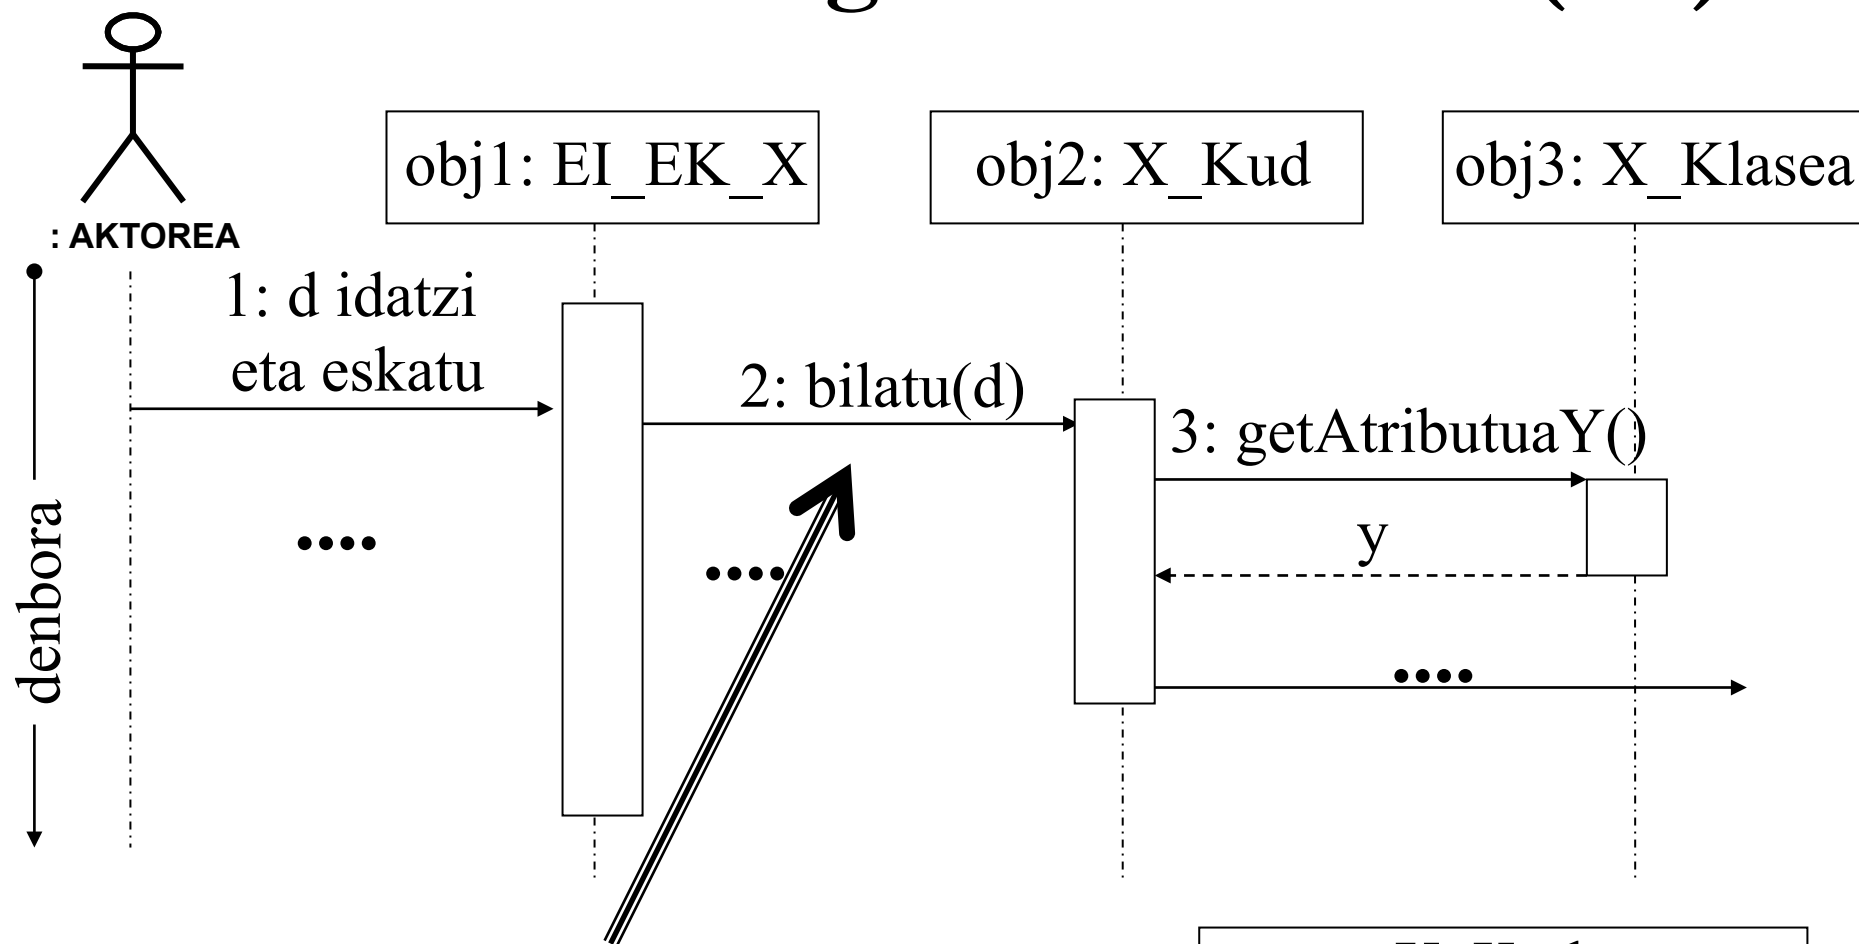 obj1: EI_EK_X
obj2: X_Kud
obj3: X_Klasea
: AKTOREA
1: d idatzi
eta eskatu
2: bilatu(d)
3: getAtributuaY()
y
....
....
....
denbora